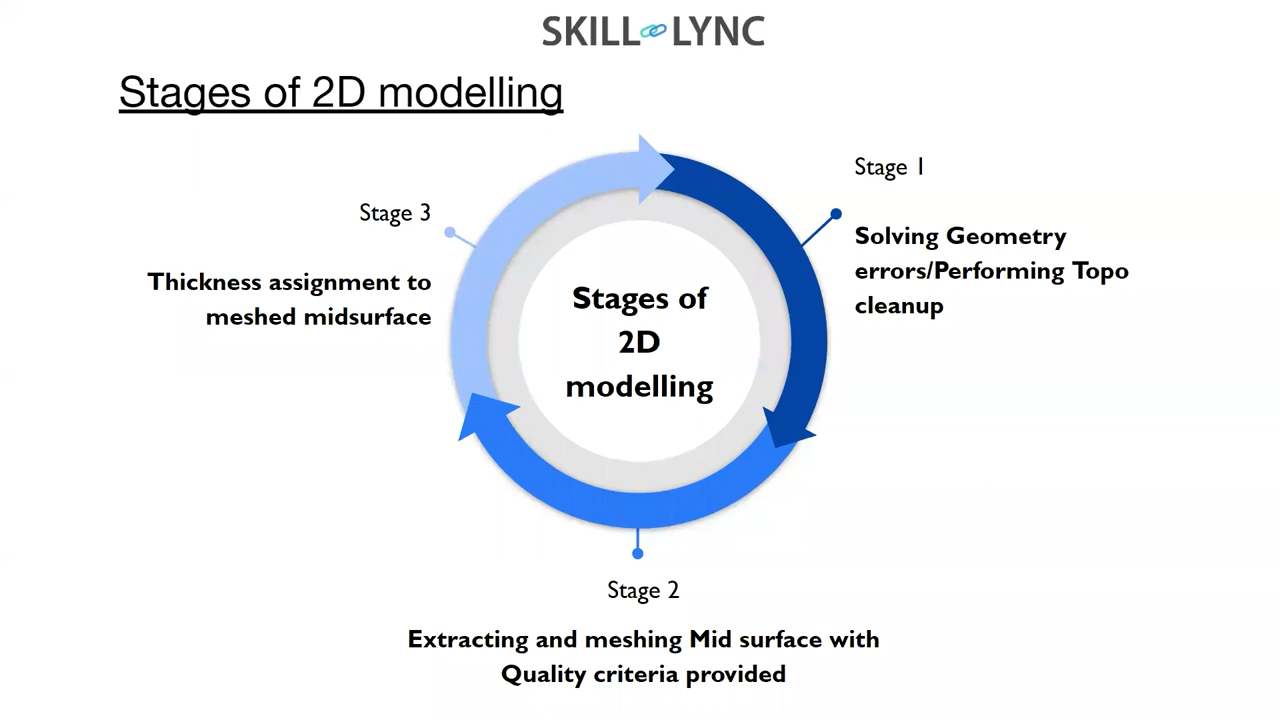 SKILL LYNC
Stages of 2D modelling
Stage 1
Solving Geometry
errors/Performing Topo
cleanup
Stage 3
Thickness assignment to
meshed midsurface
Stages of
2D
modelling
Stage 2
Extracting and meshing Mid surface with
Quality criteria provided